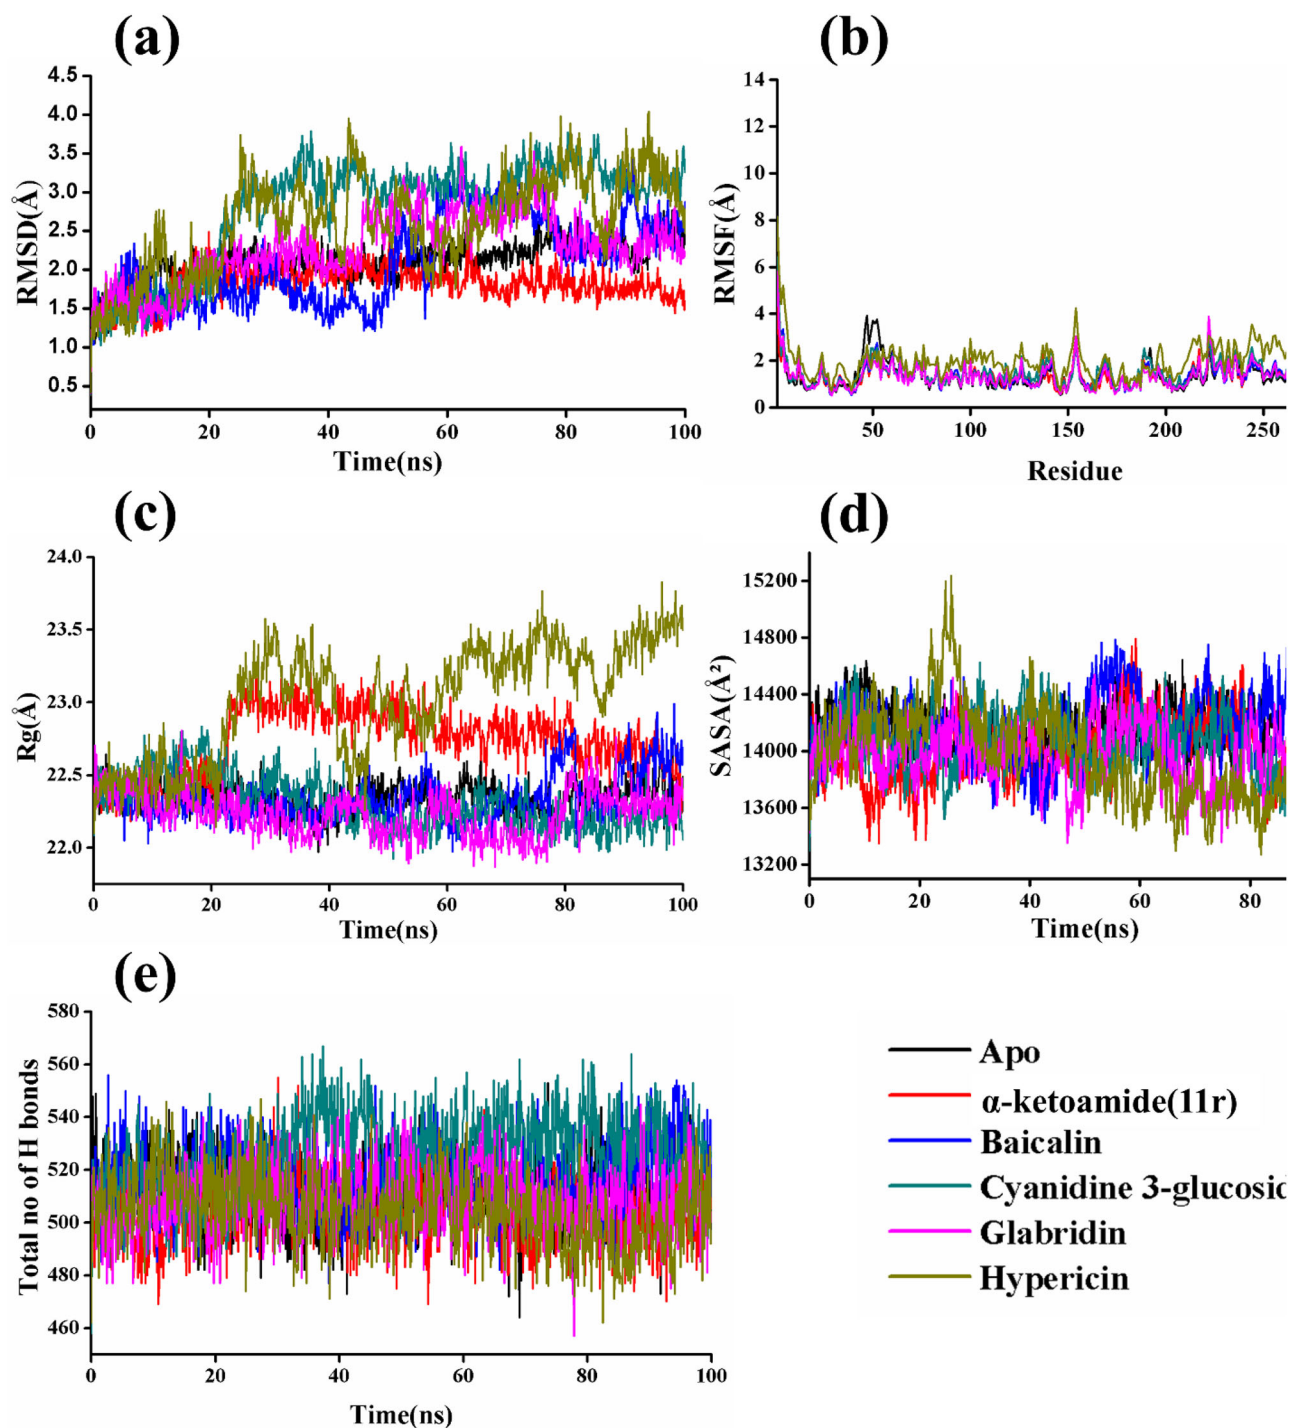 (a)
RMSD(Å)
4.5
4.0
3.5
3.0
2.5
2.0
1.5
1.0
0.5
0 20 40 60 80 100
Time(ns)
(b)
RMSF(Å)
14
12
10
8
6
4
2
0
50 100 150 200 250
Residue
(c)
Rg(Å)
24.0
23.5
23.0
22.5
22.0
0 20 40 60 80 100
Time(ns)
(d)
SASA(Å²)
15200
14800
14400
14000
13600
13200
0 20 40 60 80
Time(ns)
(e)
Total no of H bonds
580
560
540
520
500
480
460
0 20 40 60 80 100
Time(ns)
Apo
α-ketoamide(11r)
Baicalin
Cyanidine 3-glucosid
Glabridin
Hypericin